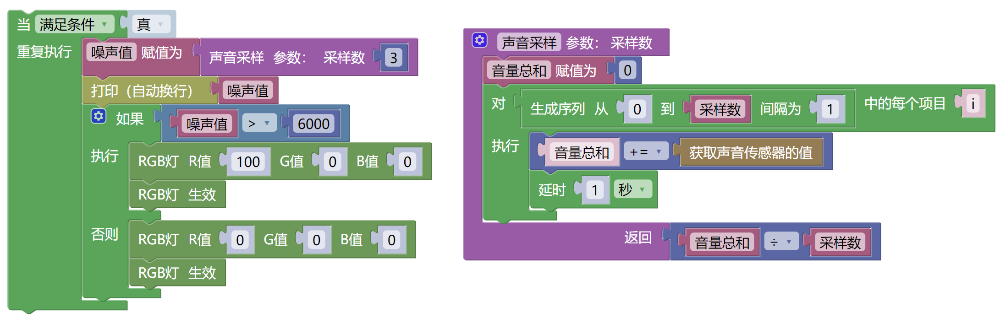 当 满足条件 真
重复执行 噪声值 赋值为 声音采样 参数： 采样数 3
打印（自动换行） 噪声值
如果 噪声值 > 6000
执行 RGB灯 R值 100 G值 0 B值 0
RGB灯 生效
否则 RGB灯 R值 0 G值 0 B值 0
RGB灯 生效
声音采样 参数： 采样数
音量总和 赋值为 0
对 生成序列 从 0 到 采样数 间隔为 1 中的每个项目 i
执行 音量总和 += 获取声音传感器的值
延时 1 秒
返回 音量总和 ÷ 采样数